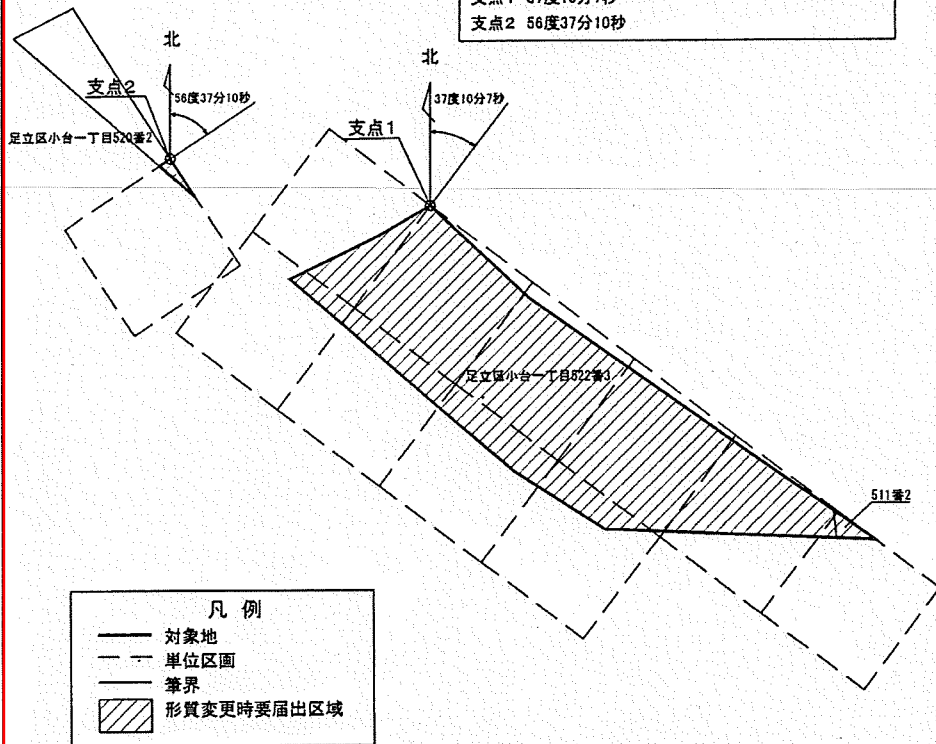 支点2 56度37分10秒
北
支点2
56度37分10秒
足立区小台一丁目520番2
北
37度10分7秒
支点1
足立区小台一丁目522番3
511番2
凡 例
対象地
単位区画
筆界
形質変更時要届出区域